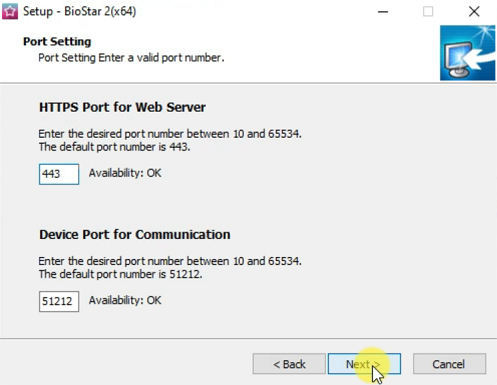 Setup - BioStar 2(x64)
Port Setting
Port Setting Enter a valid port number.
HTTPS Port for Web Server
Enter the desired port number between 10 and 65534.
The default port number is 443.
443 Availability: OK
Device Port for Communication
Enter the desired port number between 10 and 65534.
The default port number is 51212.
51212 Availability: OK
< Back Next > Cancel